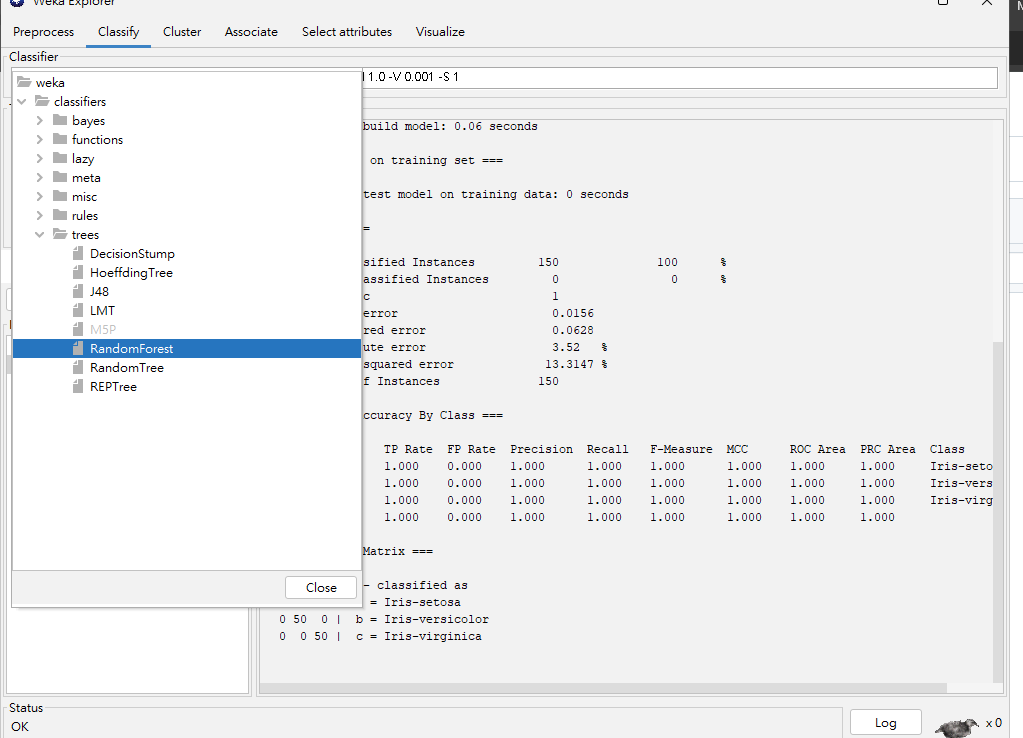 Weka Explorer
Preprocess Classify Cluster Associate Select attributes Visualize
Classifier
1.0 -V 0.001 -S 1
weka
classifiers
bayes
functions
lazy
meta
misc
rules
trees
DecisionStump
HoeffdingTree
J48
LMT
M5P
RandomForest
RandomTree
REPTree
Close
build model: 0.06 seconds
on training set ===
test model on training data: 0 seconds
=
sified Instances 150 100 %
assified Instances 0 0 %
c 1
error 0.0156
red error 0.0628
ute error 3.52 %
squared error 13.3147 %
f Instances 150
ccuracy By Class ===
TP Rate FP Rate Precision Recall F-Measure MCC ROC Area PRC Area Class
1.000 0.000 1.000 1.000 1.000 1.000 1.000 1.000 Iris-seto
1.000 0.000 1.000 1.000 1.000 1.000 1.000 1.000 Iris-vers
1.000 0.000 1.000 1.000 1.000 1.000 1.000 1.000 Iris-virg
1.000 0.000 1.000 1.000 1.000 1.000 1.000 1.000
Matrix ===
- classified as
= Iris-setosa
0 50 0 | b = Iris-versicolor
0 0 50 | c = Iris-virginica
Status
OK
Log
x 0